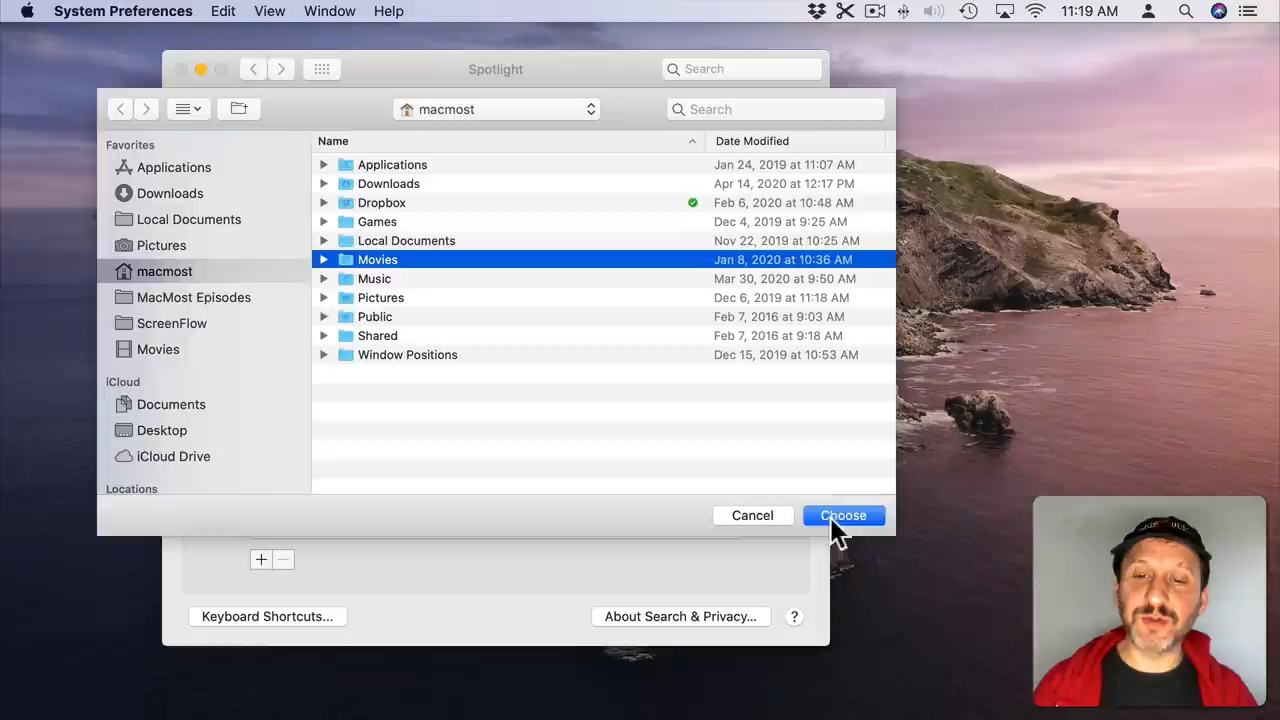 System Preferences Edit View Window Help 11:19 AM
Spotlight Search
macmost Search
Favorites
Applications
Downloads
Local Documents
Pictures
macmost
MacMost Episodes
ScreenFlow
Movies
iCloud
Documents
Desktop
iCloud Drive
Locations
Name Date Modified
Applications Jan 24, 2019 at 11:07 AM
Downloads Apr 14, 2020 at 12:17 PM
Dropbox Feb 6, 2020 at 10:48 AM
Games Dec 4, 2019 at 9:25 AM
Local Documents Nov 22, 2019 at 10:25 AM
Movies Jan 8, 2020 at 10:36 AM
Music Mar 30, 2020 at 9:50 AM
Pictures Dec 6, 2019 at 11:18 AM
Public Feb 7, 2016 at 9:03 AM
Shared Feb 7, 2016 at 9:18 AM
Window Positions Dec 15, 2019 at 10:53 AM
Cancel Choose
+ −
Keyboard Shortcuts... About Search & Privacy... ?